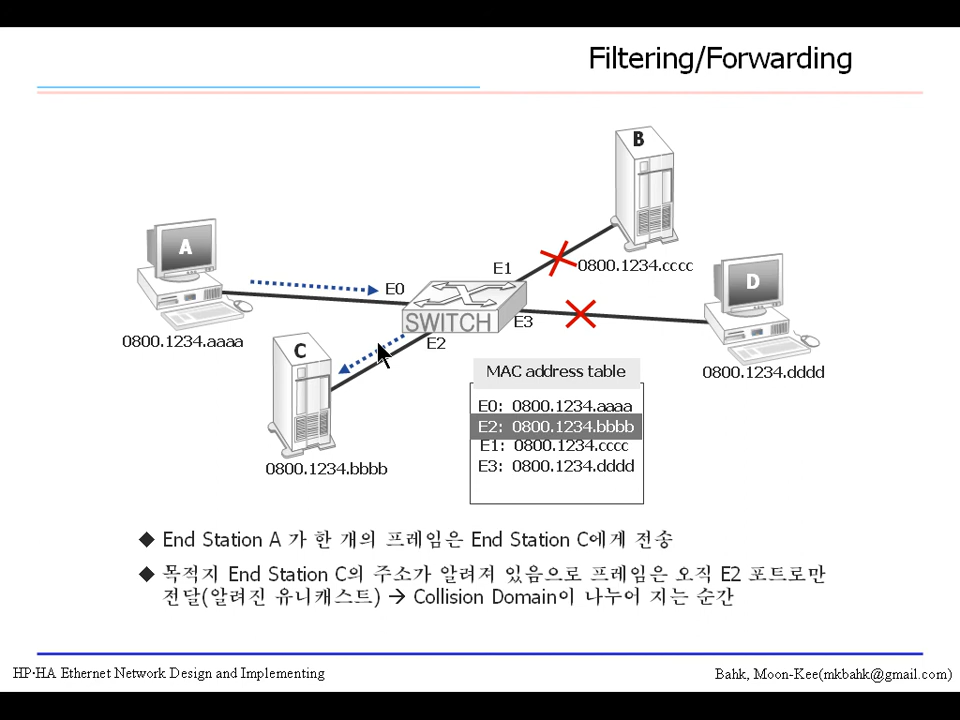 Filtering/Forwarding
B
A
E1
0800.1234.cccc
E0
D
SWITCH
E3
0800.1234.aaaa
C
E2
0800.1234.dddd
MAC address table
E0: 0800.1234.aaaa
E2: 0800.1234.bbbb
E1: 0800.1234.cccc
E3: 0800.1234.dddd
0800.1234.bbbb
◆ End Station A 가 한 개의 프레임은 End Station C에게 전송
◆ 목적지 End Station C의 주소가 알려져 있음으로 프레임은 오직 E2 포트로만
전달(알려진 유니캐스트) → Collision Domain이 나누어 지는 순간
HP·HA Ethernet Network Design and Implementing
Bahk, Moon-Kee(mkbahk@gmail.com)